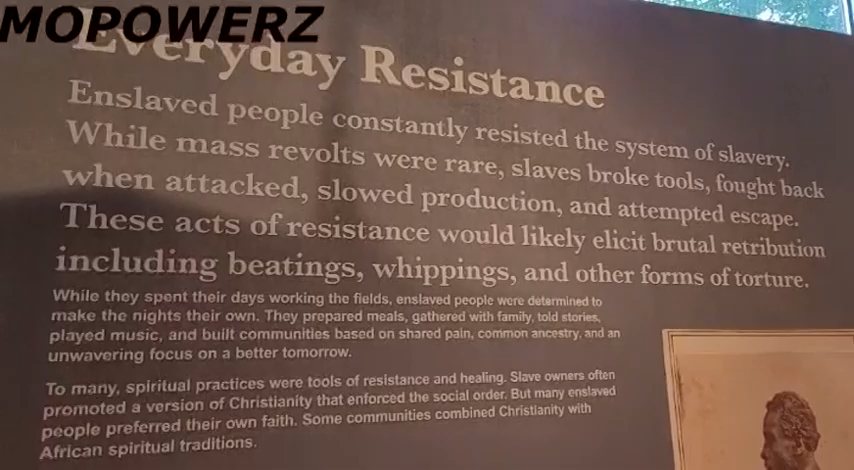 MOPOWERZ
Everyday Resistance
Enslaved people constantly resisted the system of slavery.
While mass revolts were rare, slaves broke tools, fought back
when attacked, slowed production, and attempted escape.
These acts of resistance would likely elicit brutal retribution
including beatings, whippings, and other forms of torture.
While they spent their days working the fields, enslaved people were determined to
make the nights their own. They prepared meals, gathered with family, told stories,
played music, and built communities based on shared pain, common ancestry, and an
unwavering focus on a better tomorrow.
To many, spiritual practices were tools of resistance and healing. Slave owners often
promoted a version of Christianity that enforced the social order. But many enslaved
people preferred their own faith. Some communities combined Christianity with
African spiritual traditions.